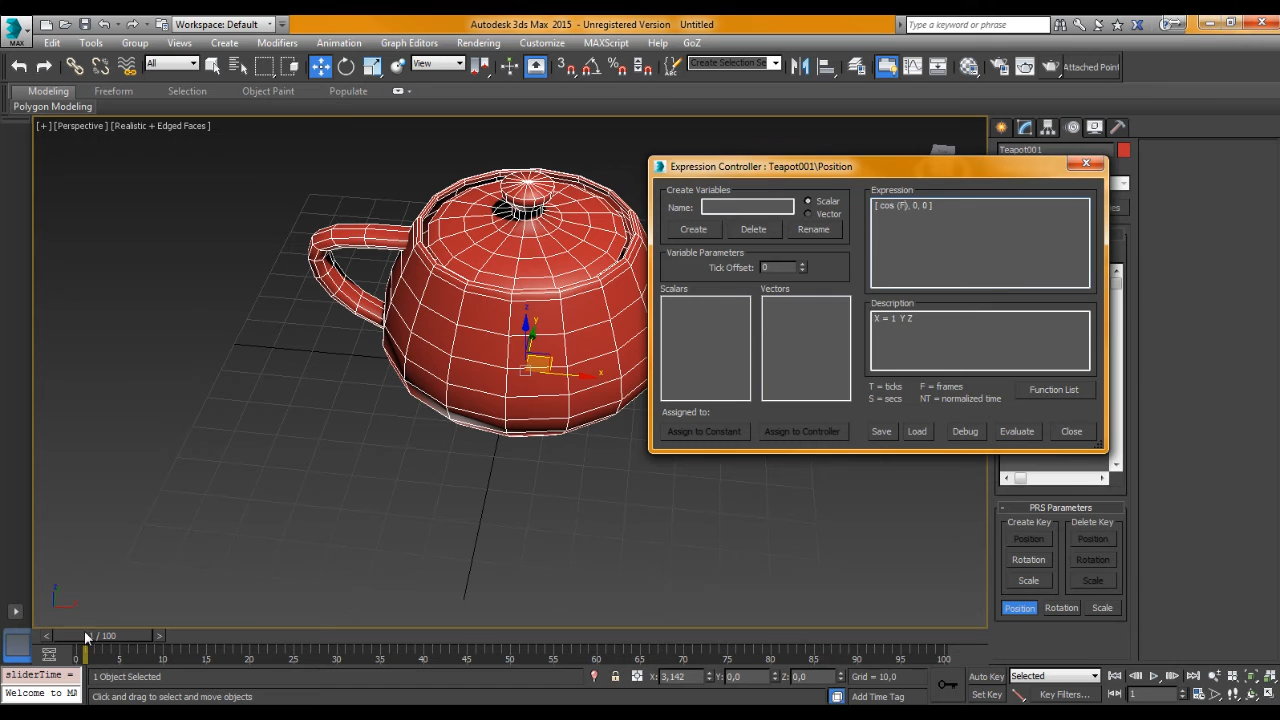 Workspace: Default
Autodesk 3ds Max 2015 - Unregistered Version Untitled
Type a keyword or phrase
MAX
Edit Tools Group Views Create Modifiers Animation Graph Editors Rendering Customize MAXScript Help GoZ
All
View
Create Selection Se
Attached Point
Modeling Freeform Selection Object Paint Populate
Polygon Modeling
[+] [Perspective] [Realistic + Edged Faces]
Teapot001
Expression Controller : Teapot001\Position
Create Variables
Name:
Scalar
Vector
Create Delete Rename
Variable Parameters
Tick Offset: 0
Scalars Vectors
Assigned to:
Assign to Constant Assign to Controller
Expression
[ cos (F), 0, 0 ]
Description
X = 1 Y Z
T = ticks F = frames
S = secs NT = normalized time
Function List
Save Load Debug Evaluate Close
z
y
x
PRS Parameters
Create Key Delete Key
Position Position
Rotation Rotation
Scale Scale
Position Rotation Scale
z
/ 100
0 5 10 15 20 25 30 35 40 45 50 55 60 65 70 75 80 85 90 95 100
sliderTime =
1 Object Selected
X: 3,142 Y: 0,0 Z: 0,0
Grid = 10,0
Auto Key Selected
Welcome to MA
Click and drag to select and move objects
Add Time Tag
Set Key Key Filters...
1